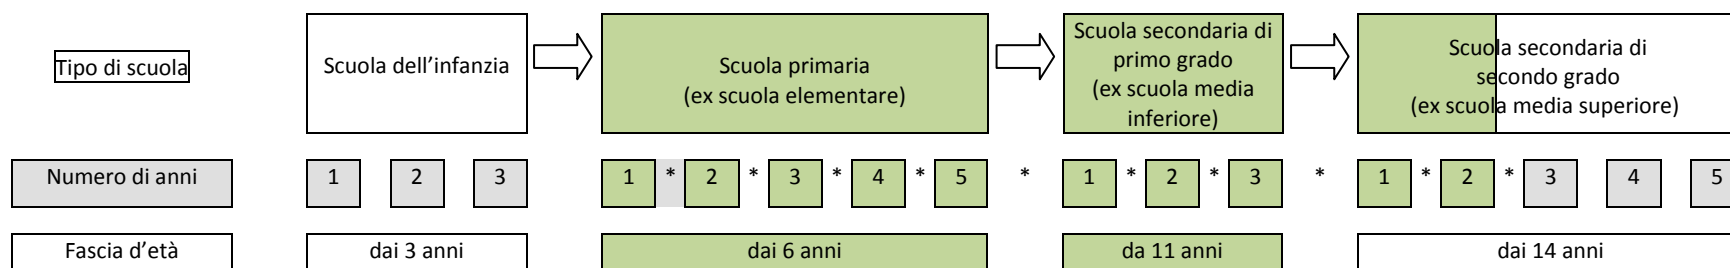 Tipo di scuola
Scuola dell’infanzia
Scuola primaria
(ex scuola elementare)
Scuola secondaria di
primo grado
(ex scuola media
inferiore)
Scuola secondaria di
secondo grado
(ex scuola media superiore)
Numero di anni
1 2 3
1 * 2 * 3 * 4 * 5 *
1 * 2 * 3 *
1 * 2 * 3 4 5
Fascia d’età
dai 3 anni
dai 6 anni
da 11 anni
dai 14 anni